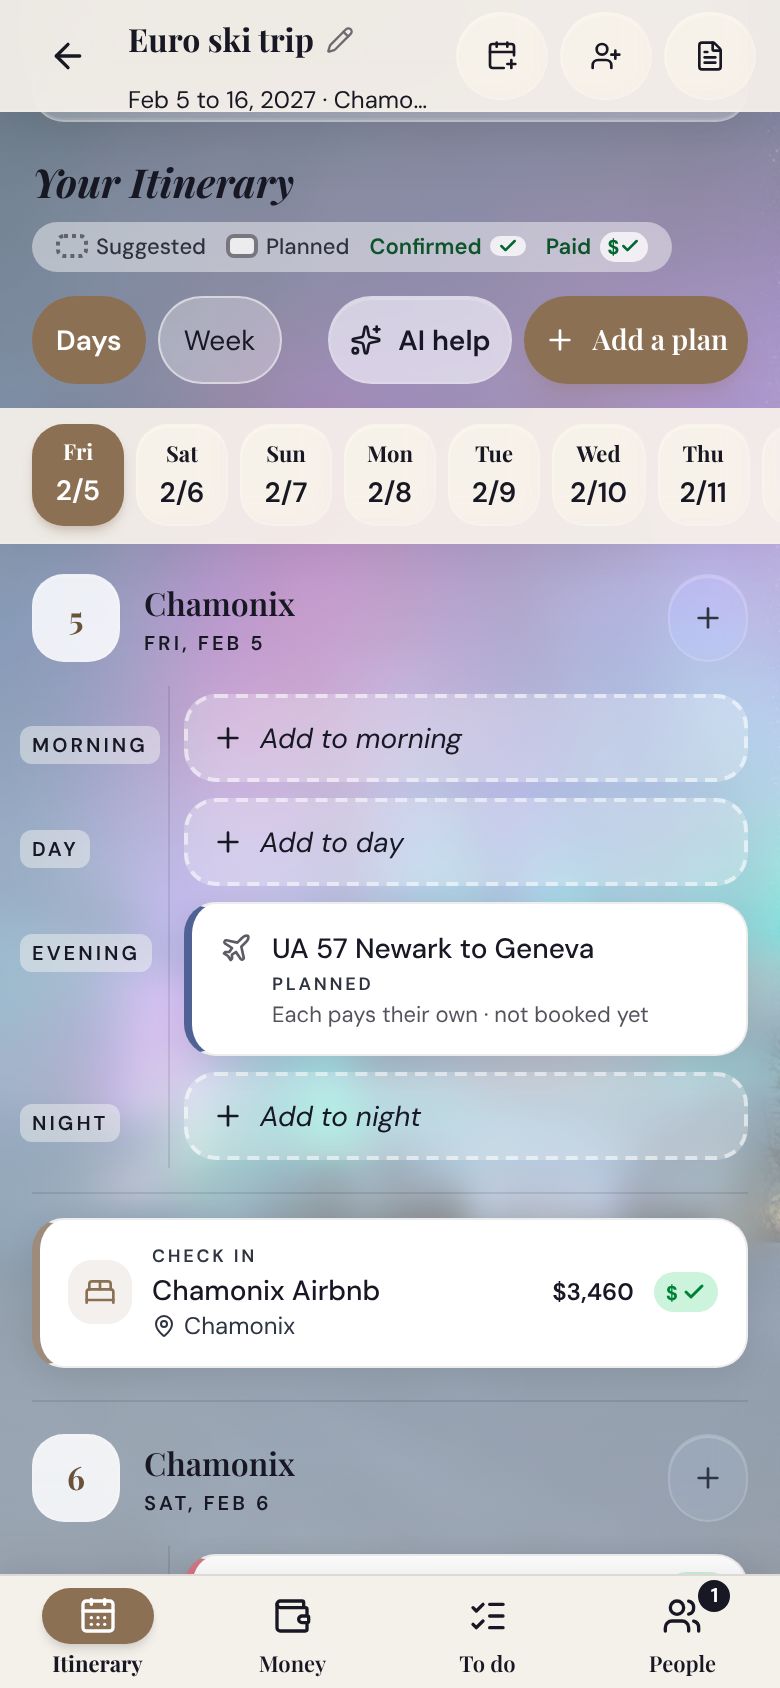 Euro ski trip
Feb 5 to 16, 2027 · Chamo...
Your Itinerary
Suggested Planned Confirmed Paid $
Days Week AI help + Add a plan
Fri Sat Sun Mon Tue Wed Thu
2/5 2/6 2/7 2/8 2/9 2/10 2/11
5 Chamonix
FRI, FEB 5
+
MORNING + Add to morning
DAY + Add to day
EVENING UA 57 Newark to Geneva
PLANNED
Each pays their own · not booked yet
NIGHT + Add to night
CHECK IN
Chamonix Airbnb $3,460 $
Chamonix
6 Chamonix
SAT, FEB 6
+
1
Itinerary Money To do People